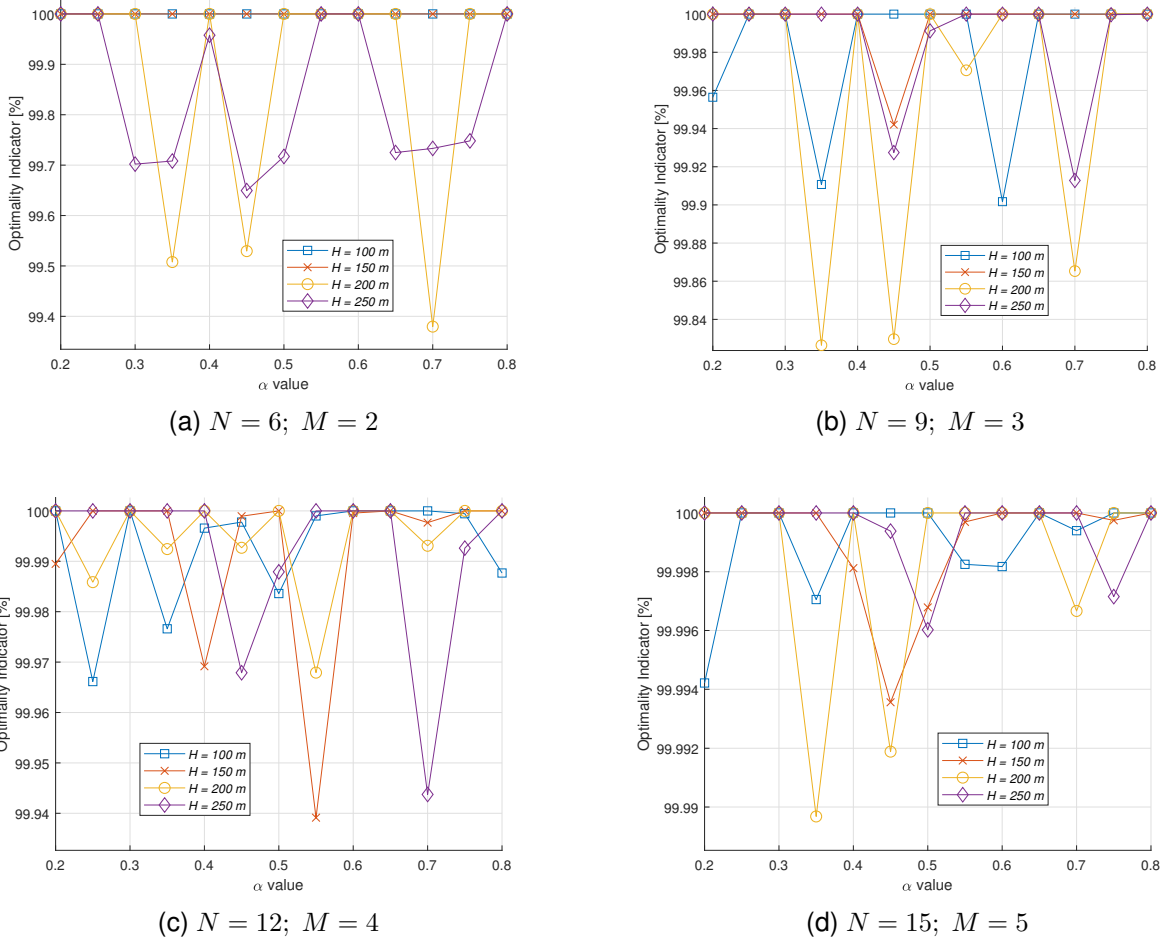 100
99.9
99.8
99.7
99.6
99.5
99.4
Optimality Indicator [%]
H = 100 m
H = 150 m
H = 200 m
H = 250 m
0.2 0.3 0.4 0.5 0.6 0.7 0.8
α value
(a) N = 6; M = 2
100
99.98
99.96
99.94
99.92
99.9
99.88
99.86
99.84
Optimality Indicator [%]
H = 100 m
H = 150 m
H = 200 m
H = 250 m
0.2 0.3 0.4 0.5 0.6 0.7 0.8
α value
(b) N = 9; M = 3
100
99.99
99.98
99.97
99.96
99.95
99.94
Optimality Indicator [%]
H = 100 m
H = 150 m
H = 200 m
H = 250 m
0.2 0.3 0.4 0.5 0.6 0.7 0.8
α value
(c) N = 12; M = 4
100
99.998
99.996
99.994
99.992
99.99
Optimality Indicator [%]
H = 100 m
H = 150 m
H = 200 m
H = 250 m
0.2 0.3 0.4 0.5 0.6 0.7 0.8
α value
(d) N = 15; M = 5